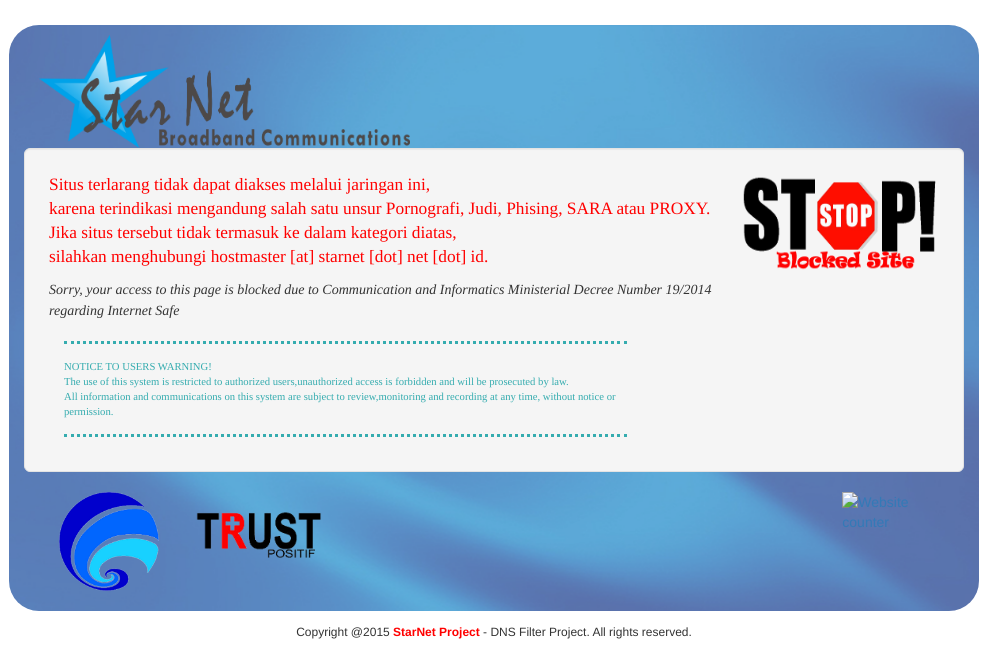 Star Net
Broadband Communications
Situs terlarang tidak dapat diakses melalui jaringan ini,
karena terindikasi mengandung salah satu unsur Pornografi, Judi, Phising, SARA atau PROXY.
Jika situs tersebut tidak termasuk ke dalam kategori diatas,
silahkan menghubungi hostmaster [at] starnet [dot] net [dot] id.
ST STOP P!
Blocked Site
Sorry, your access to this page is blocked due to Communication and Informatics Ministerial Decree Number 19/2014
regarding Internet Safe
NOTICE TO USERS WARNING!
The use of this system is restricted to authorized users,unauthorized access is forbidden and will be prosecuted by law.
All information and communications on this system are subject to review,monitoring and recording at any time, without notice or
permission.
TRUST
POSITIF
Website
counter
Copyright @2015 StarNet Project - DNS Filter Project. All rights reserved.